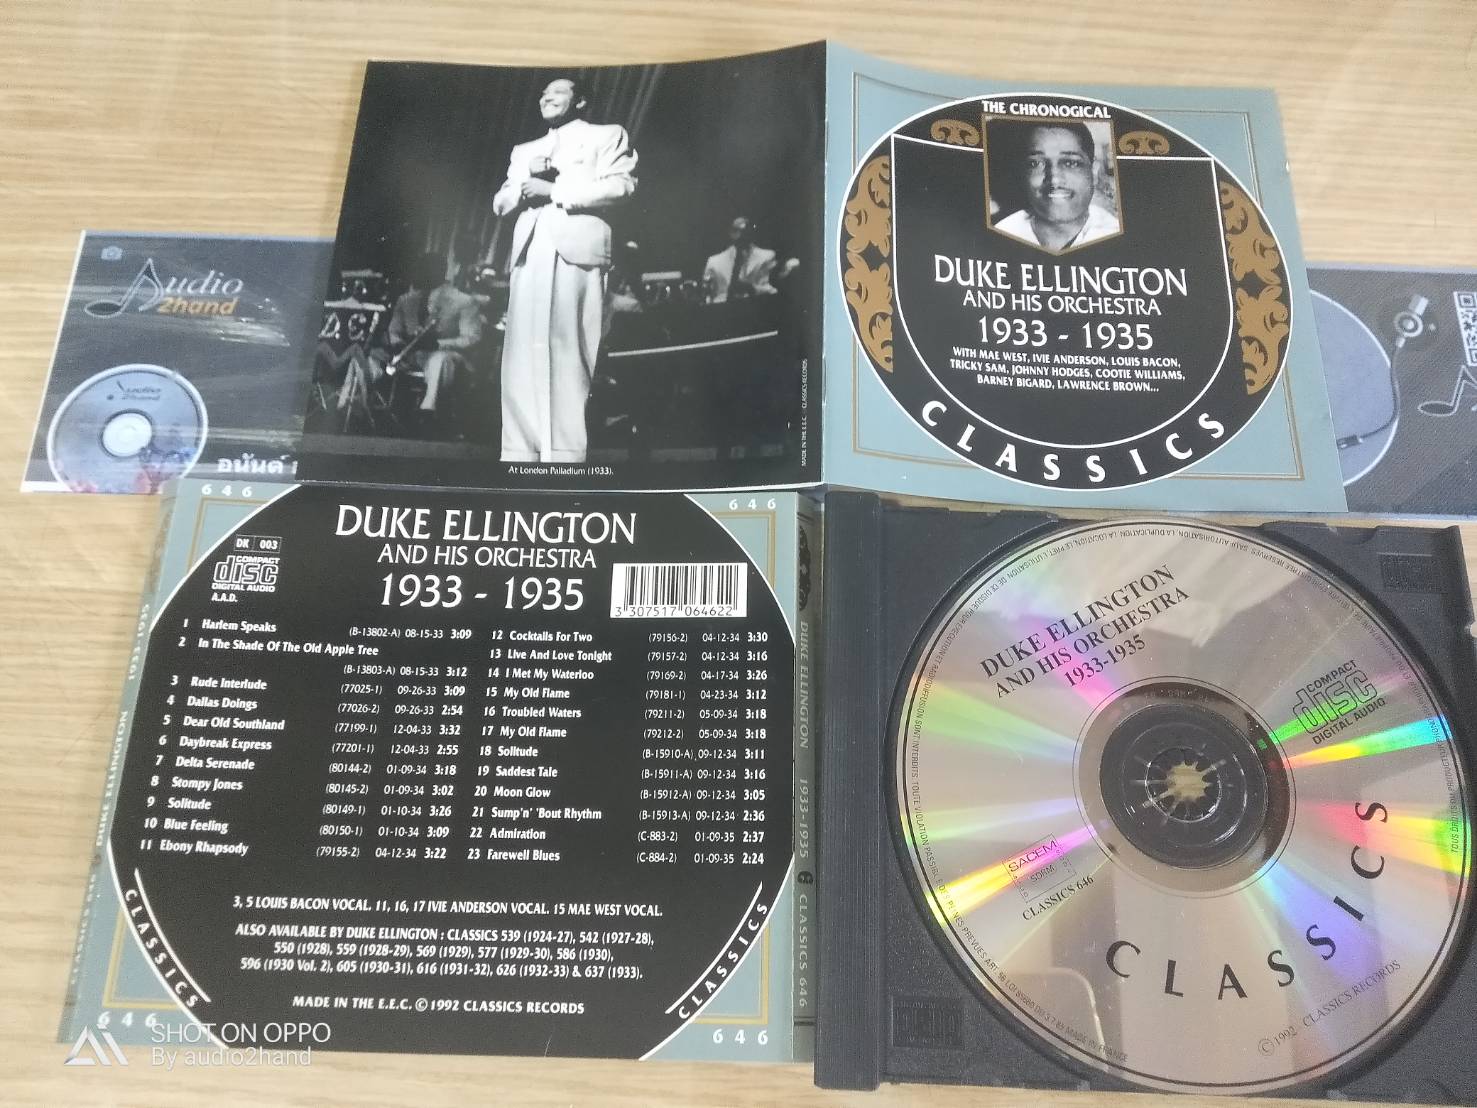 THE CHRONOGICAL
DUKE ELLINGTON
AND HIS ORCHESTRA
1933 - 1935
WITH MAE WEST, IVIE ANDERSON, LOUIS BACON,
TRICKY SAM, JOHNNY HODGES, COOTIE WILLIAMS,
BARNEY BIGARD, LAWRENCE BROWN...
CLASSICS
At London Palladium (1933).
MADE IN THE E.E.C. CLASSICS RECORDS
Audio
2hand
Audio
2hand
อนันต์
646
646
DUKE ELLINGTON
AND HIS ORCHESTRA
1933 - 1935
DK 003
COMPACT
disc
DIGITAL AUDIO
A.A.D.
3 307517 064622
1 Harlem Speaks (B-13802-A) 08-15-33 3:09
2 In The Shade Of The Old Apple Tree
(B-13803-A) 08-15-33 3:12
3 Rude Interlude (77025-1) 09-26-33 3:09
4 Dallas Doings (77026-2) 09-26-33 2:54
5 Dear Old Southland (77199-1) 12-04-33 3:32
6 Daybreak Express (77201-1) 12-04-33 2:55
7 Delta Serenade (80144-2) 01-09-34 3:18
8 Stompy Jones (80145-2) 01-09-34 3:02
9 Solitude (80149-1) 01-10-34 3:26
10 Blue Feeling (80150-1) 01-10-34 3:09
11 Ebony Rhapsody (79155-2) 04-12-34 3:22
12 Cocktails For Two (79156-2) 04-12-34 3:30
13 Live And Love Tonight (79157-2) 04-12-34 3:16
14 I Met My Waterloo (79169-2) 04-17-34 3:26
15 My Old Flame (79181-1) 04-23-34 3:12
16 Troubled Waters (79211-2) 05-09-34 3:18
17 My Old Flame (79212-2) 05-09-34 3:18
18 Solitude (B-15910-A) 09-12-34 3:11
19 Saddest Tale (B-15911-A) 09-12-34 3:16
20 Moon Glow (B-15912-A) 09-12-34 3:05
21 Sump'n' 'Bout Rhythm (B-15913-A) 09-12-34 2:36
22 Admiration (C-883-2) 01-09-35 2:37
23 Farewell Blues (C-884-2) 01-09-35 2:24
3, 5 LOUIS BACON VOCAL. 11, 16, 17 IVIE ANDERSON VOCAL. 15 MAE WEST VOCAL.
ALSO AVAILABLE BY DUKE ELLINGTON : CLASSICS 539 (1924-27), 542 (1927-28),
550 (1928), 559 (1928-29), 569 (1929), 577 (1929-30), 586 (1930),
596 (1930 Vol. 2), 605 (1930-31), 616 (1931-32), 626 (1932-33) & 637 (1933).
MADE IN THE E.E.C. © 1992 CLASSICS RECORDS
CLASSICS
CLASSICS
646
646
CLASSICS 646 DUKE ELLINGTON 1933-1935
DUKE ELLINGTON 1933-1935 CLASSICS 646
DUKE ELLINGTON
AND HIS ORCHESTRA
1933-1935
COMPACT
disc
DIGITAL AUDIO
SACEM
SDRM
CLASSICS 646
CLASSICS
©1992 CLASSICS RECORDS
SHOT ON OPPO
By audio2hand